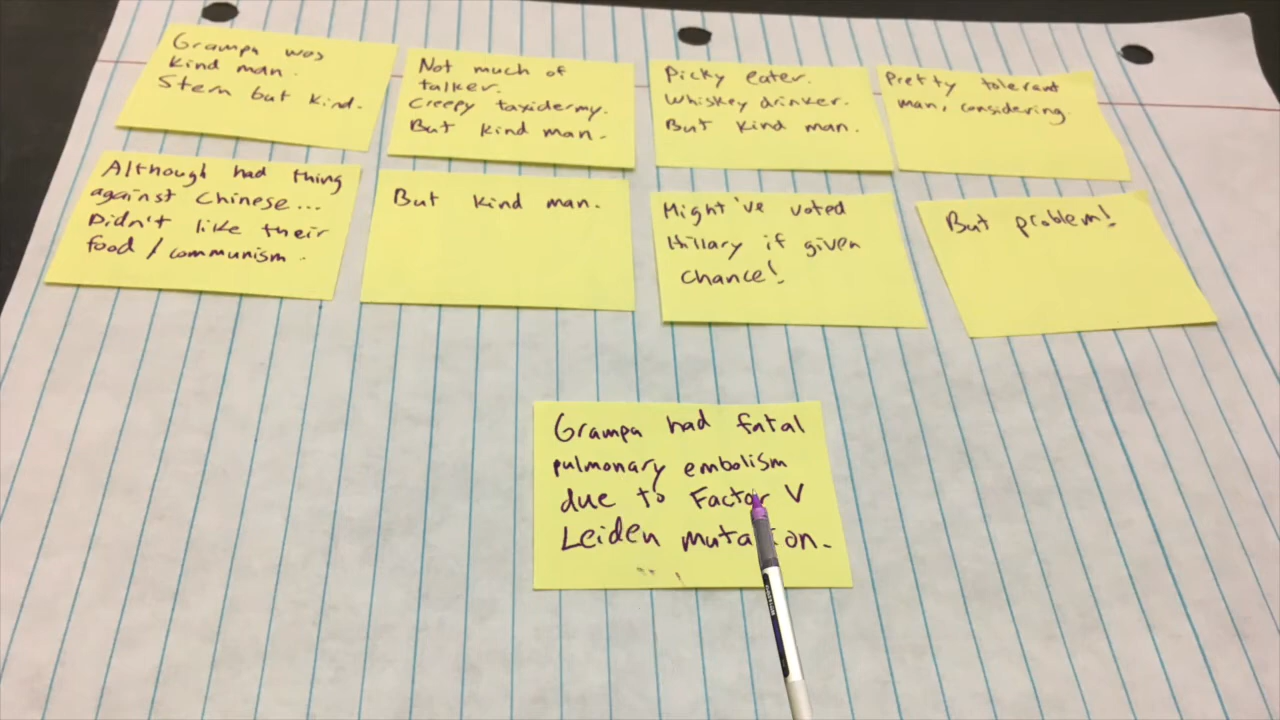 Grampa was
kind man.
Stern but kind.
Not much of
talker.
Creepy taxidermy.
But kind man.
Picky eater.
Whiskey drinker.
But kind man.
Pretty tolerant
man, considering.
Although had thing
against Chinese...
Didn't like their
food / communism.
But kind man.
Might've voted
Hillary if given
chance!
But problem!
Grampa had fatal
pulmonary embolism
due to Factor V
Leiden mutation.